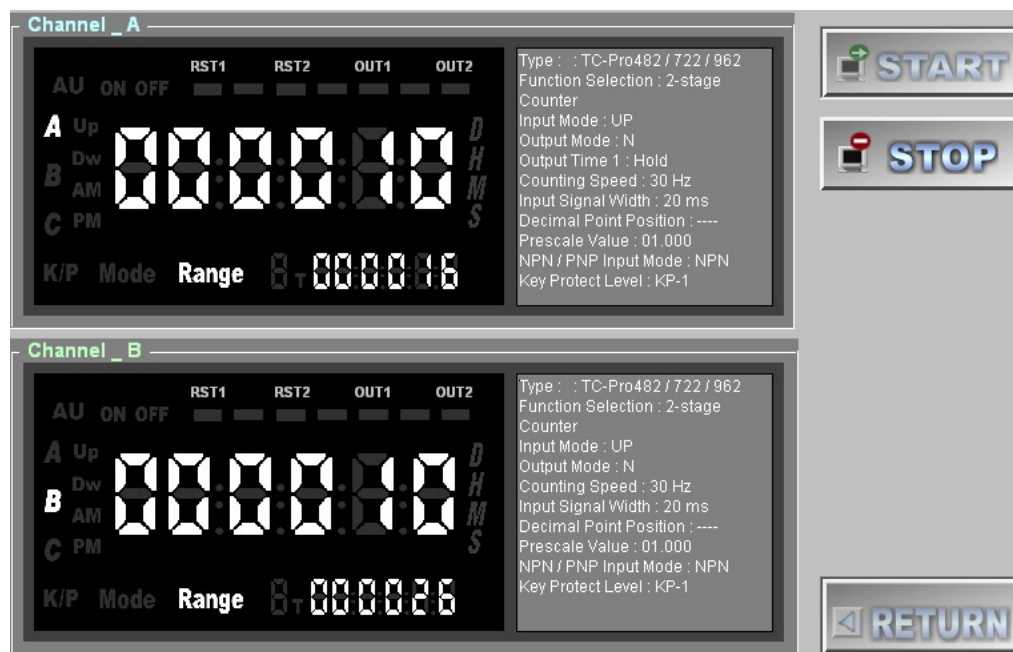 Channel _ A
RST1 RST2 OUT1 OUT2
AU ON OFF
A Up D
Dw H
B AM M
C PM S
000010
K/P Mode Range 000016
Type : : TC-Pro482 / 722 / 962
Function Selection : 2-stage
Counter
Input Mode : UP
Output Mode : N
Output Time 1 : Hold
Counting Speed : 30 Hz
Input Signal Width : 20 ms
Decimal Point Position : ----
Prescale Value : 01.000
NPN / PNP Input Mode : NPN
Key Protect Level : KP-1
START
STOP
Channel _ B
RST1 RST2 OUT1 OUT2
AU ON OFF
A Up D
Dw H
B AM M
C PM S
000010
K/P Mode Range 000026
Type : : TC-Pro482 / 722 / 962
Function Selection : 2-stage
Counter
Input Mode : UP
Output Mode : N
Counting Speed : 30 Hz
Input Signal Width : 20 ms
Decimal Point Position : ----
Prescale Value : 01.000
NPN / PNP Input Mode : NPN
Key Protect Level : KP-1
RETURN